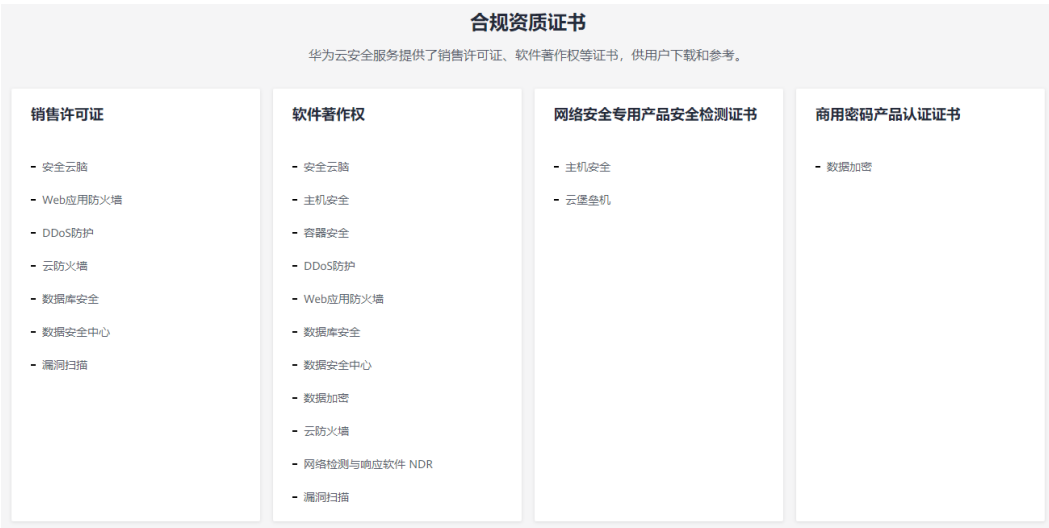 合规资质证书
华为云安全服务提供了销售许可证、软件著作权等证书，供用户下载和参考。
销售许可证
- 安全云脑
- Web应用防火墙
- DDoS防护
- 云防火墙
- 数据库安全
- 数据安全中心
- 漏洞扫描
软件著作权
- 安全云脑
- 主机安全
- 容器安全
- DDoS防护
- Web应用防火墙
- 数据库安全
- 数据安全中心
- 数据加密
- 云防火墙
- 网络检测与响应软件 NDR
- 漏洞扫描
网络安全专用产品安全检测证书
- 主机安全
- 云堡垒机
商用密码产品认证证书
- 数据加密